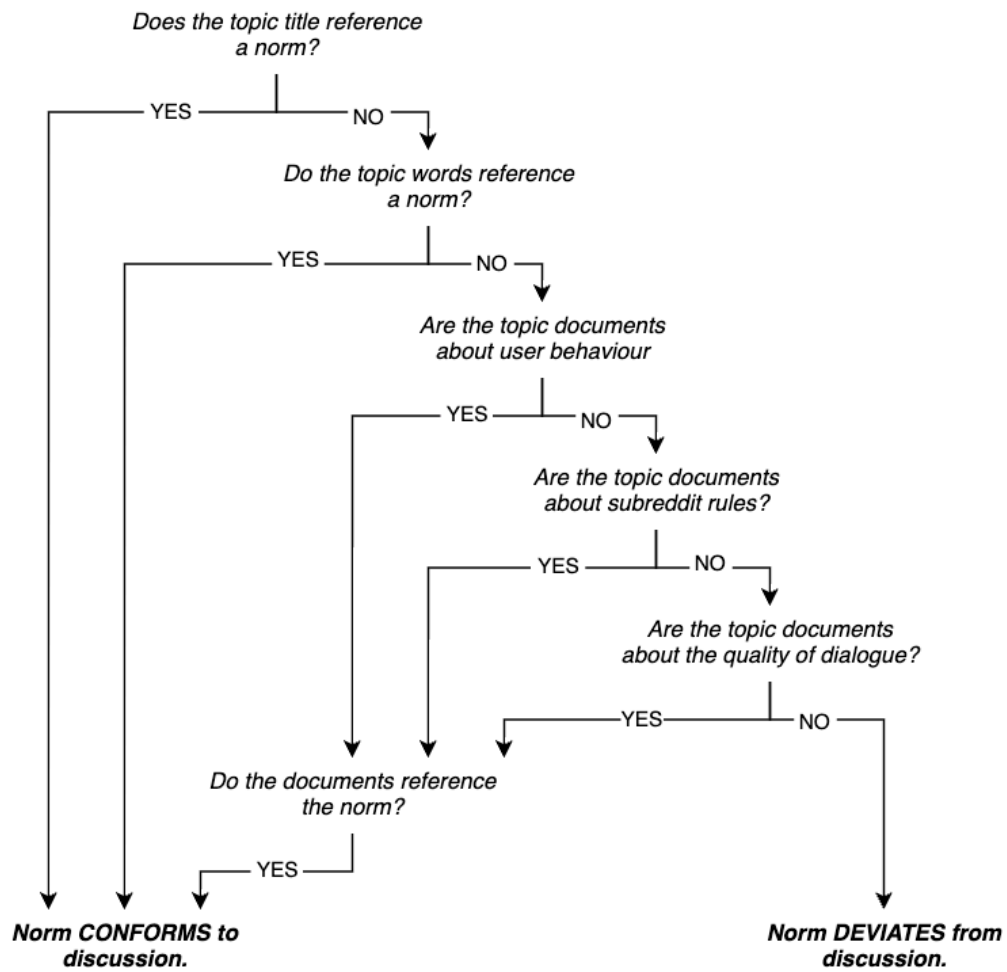 Does the topic title reference
a norm?
YES
NO
Do the topic words reference
a norm?
YES
NO
Are the topic documents
about user behaviour
YES
NO
Are the topic documents
about subreddit rules?
YES
NO
Are the topic documents
about the quality of dialogue?
YES
NO
Do the documents reference
the norm?
YES
Norm CONFORMS to
discussion.
Norm DEVIATES from
discussion.